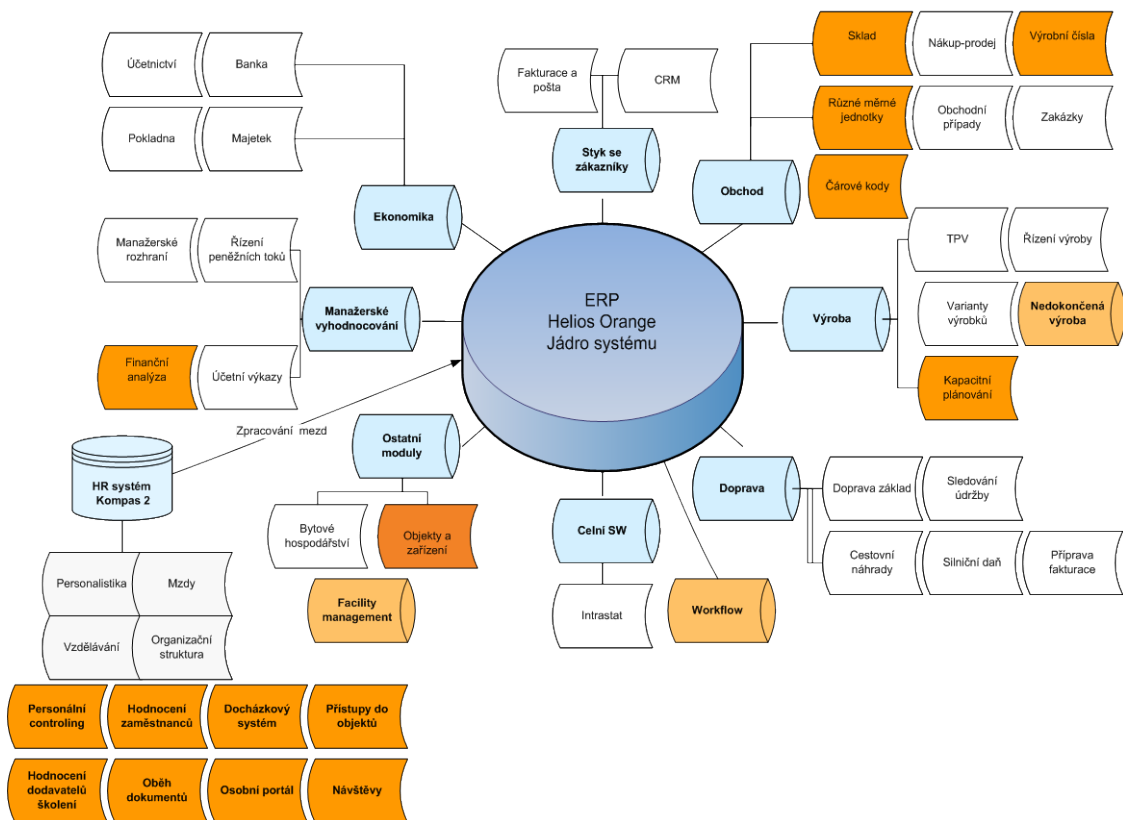 Účetnictví
Banka
Pokladna
Majetek
Ekonomika
Fakturace a
pošta
CRM
Styk se
zákazníky
Sklad
Nákup-prodej
Výrobní čísla
Různé měrné
jednotky
Obchodní
případy
Zakázky
Čárové kody
Obchod
Manažerské
rozhraní
Řízení
peněžních toků
Manažerské
vyhodnocování
Finanční
analýza
Účetní výkazy
ERP
Helios Orange
Jádro systému
TPV
Řízení výroby
Výroba
Varianty
výrobků
Nedokončená
výroba
Kapacitní
plánování
Zpracování mezd
HR systém
Kompas 2
Ostatní
moduly
Bytové
hospodářství
Objekty a
zařízení
Facility
management
Celní SW
Intrastat
Workflow
Doprava
Doprava základ
Sledování
údržby
Cestovní
náhrady
Silniční daň
Příprava
fakturace
Personalistika
Mzdy
Vzdělávání
Organizační
struktura
Personální
controling
Hodnocení
zaměstnanců
Docházkový
systém
Přístupy do
objektů
Hodnocení
dodavatelů
školení
Oběh
dokumentů
Osobní portál
Návštěvy